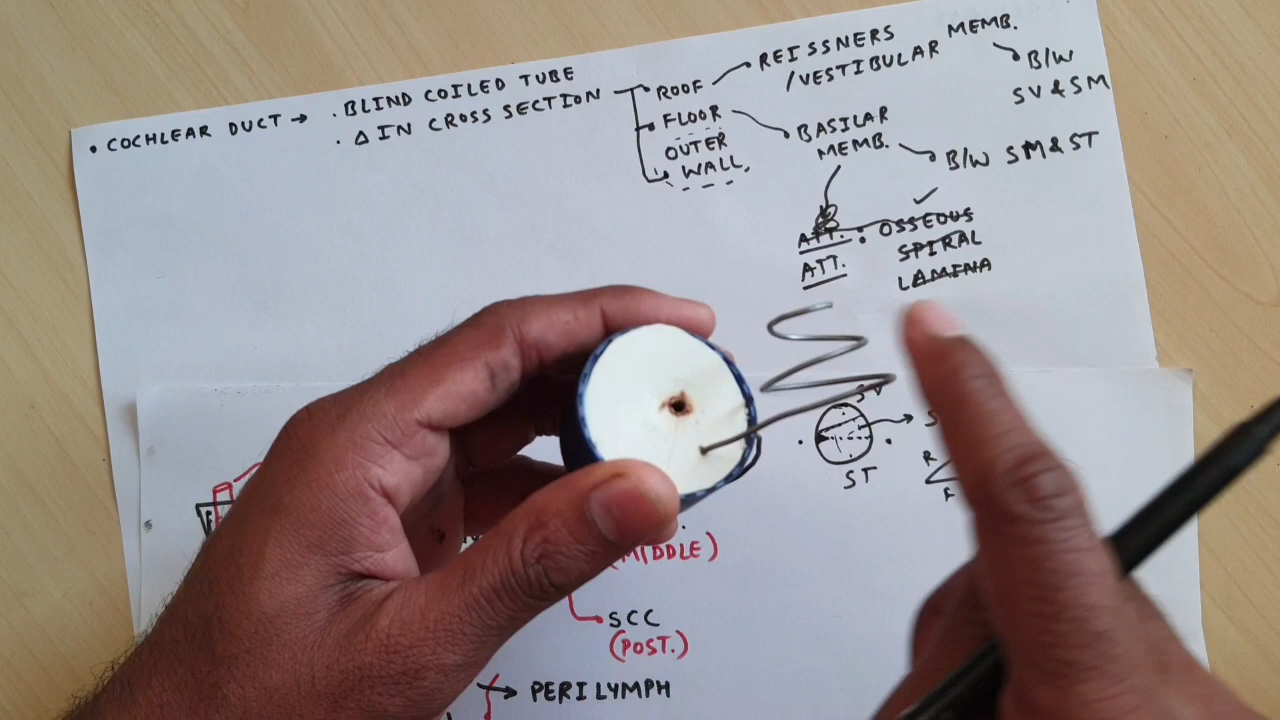 • COCHLEAR DUCT → . BLIND COILED TUBE
. Δ IN CROSS SECTION
ROOF
FLOOR
OUTER
WALL
REISSNERS MEMB.
/VESTIBULAR
B/W
SV & SM
BASILAR
MEMB.
B/W SM & ST
ATT. : OSSEOUS
SPIRAL
LAMINA
ATT.
SV
S
ST
R
F
(MIDDLE)
SCC
(POST.)
→ PERILYMPH